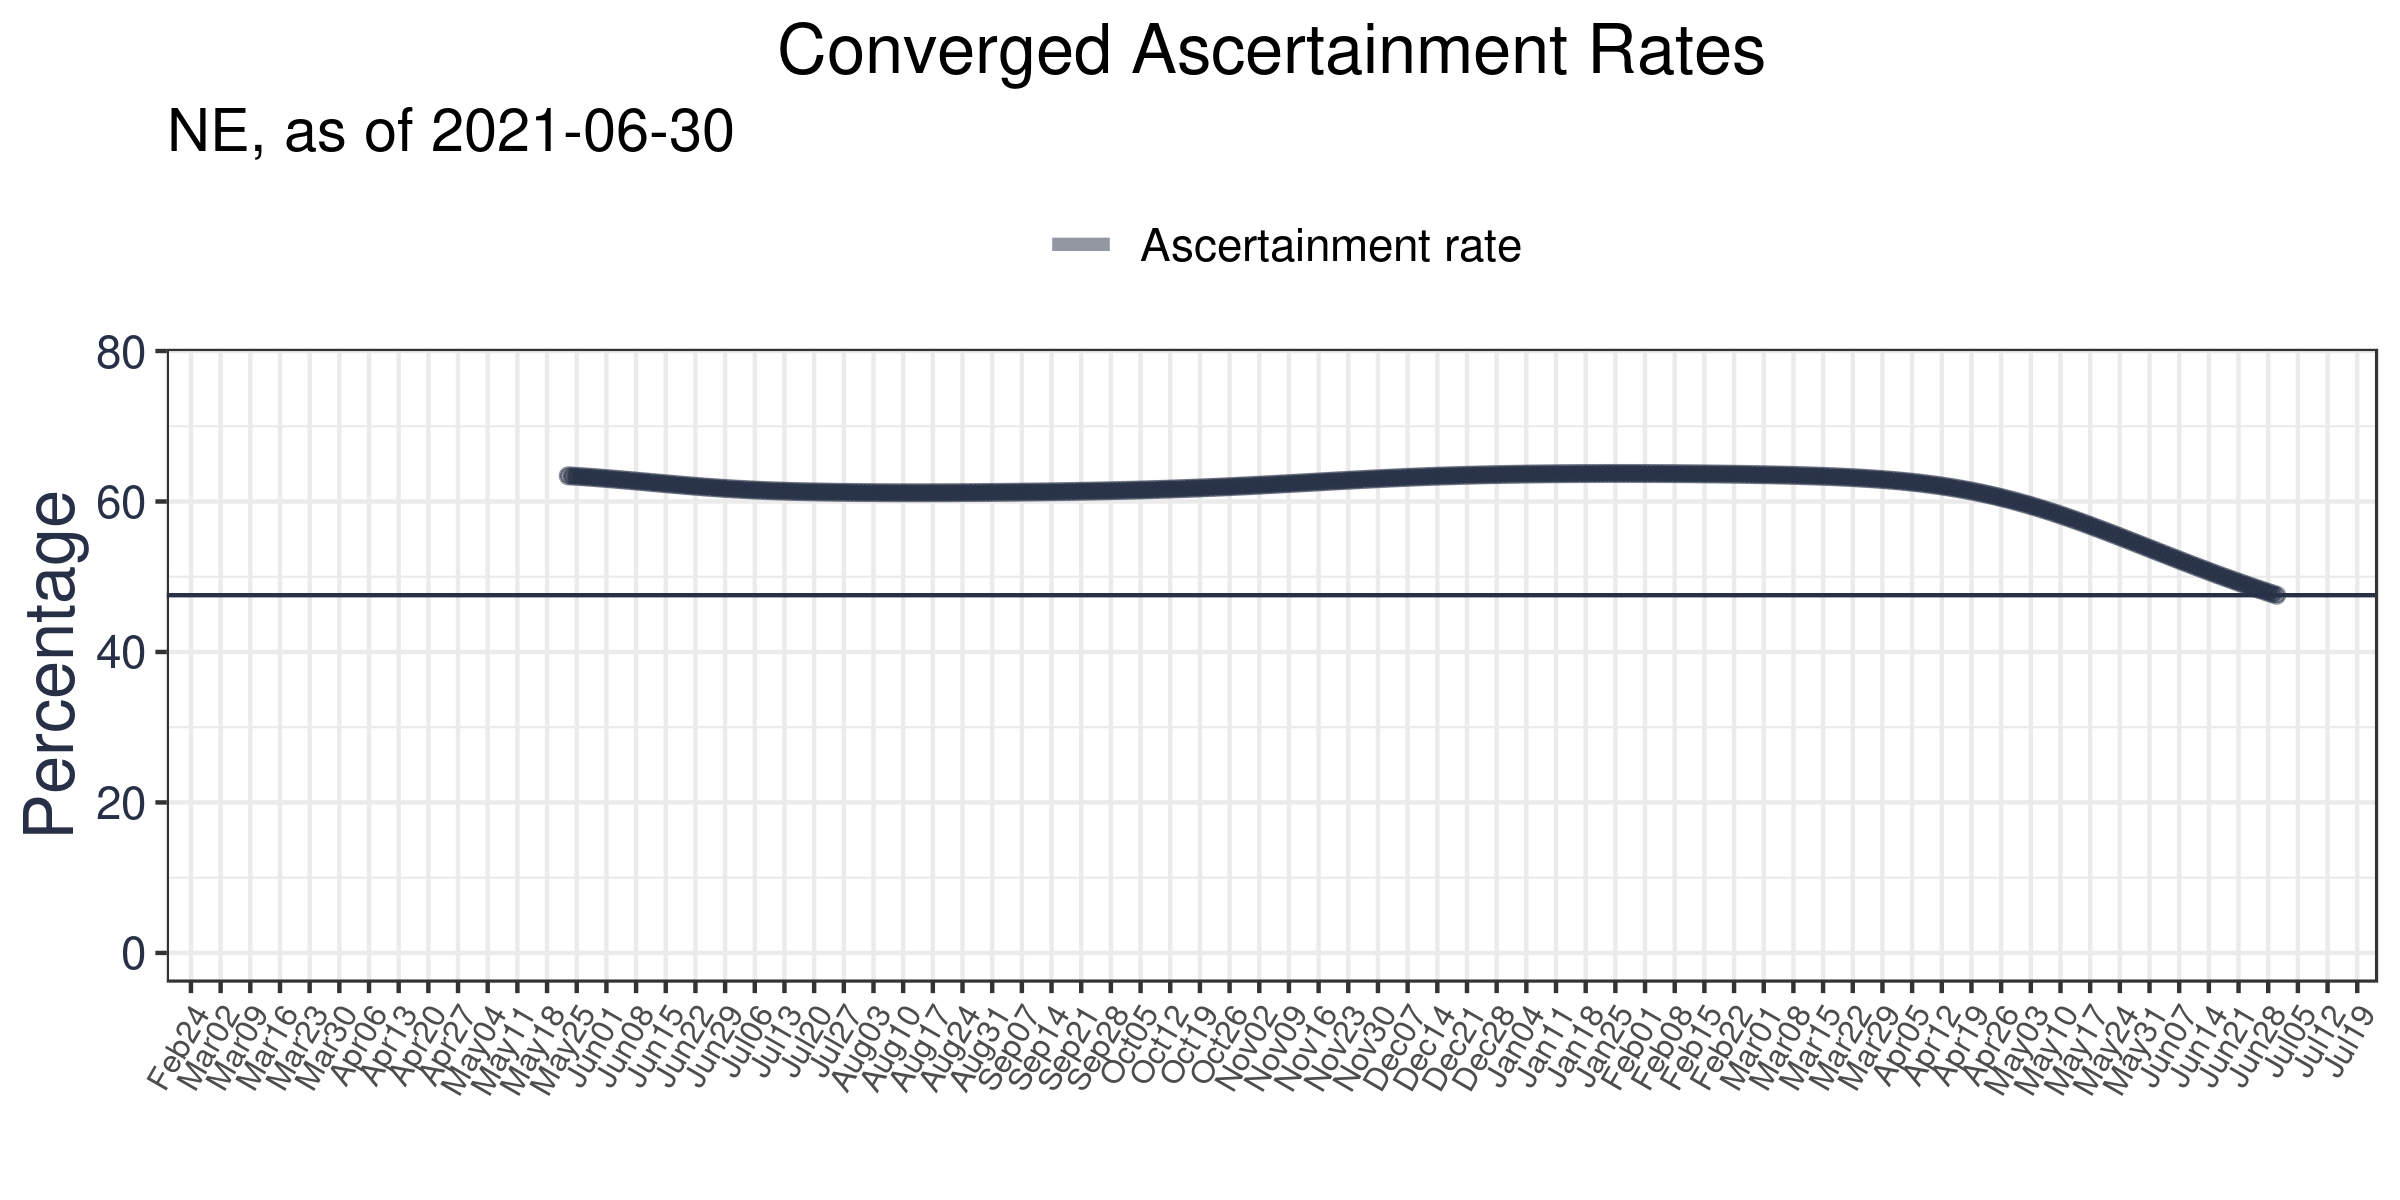 Converged Ascertainment Rates
NE, as of 2021-06-30
Ascertainment rate
Percentage
80
60
40
20
0
Feb24
Mar02
Mar09
Mar16
Mar23
Mar30
Apr06
Apr13
Apr20
Apr27
May04
May11
May18
May25
Jun01
Jun08
Jun15
Jun22
Jun29
Jul06
Jul13
Jul20
Jul27
Aug03
Aug10
Aug17
Aug24
Aug31
Sep07
Sep14
Sep21
Sep28
Oct05
Oct12
Oct19
Oct26
Nov02
Nov09
Nov16
Nov23
Nov30
Dec07
Dec14
Dec21
Dec28
Jan04
Jan11
Jan18
Jan25
Feb01
Feb08
Feb15
Feb22
Mar01
Mar08
Mar15
Mar22
Mar29
Apr05
Apr12
Apr19
Apr26
May03
May10
May17
May24
May31
Jun07
Jun14
Jun21
Jun28
Jul05
Jul12
Jul19